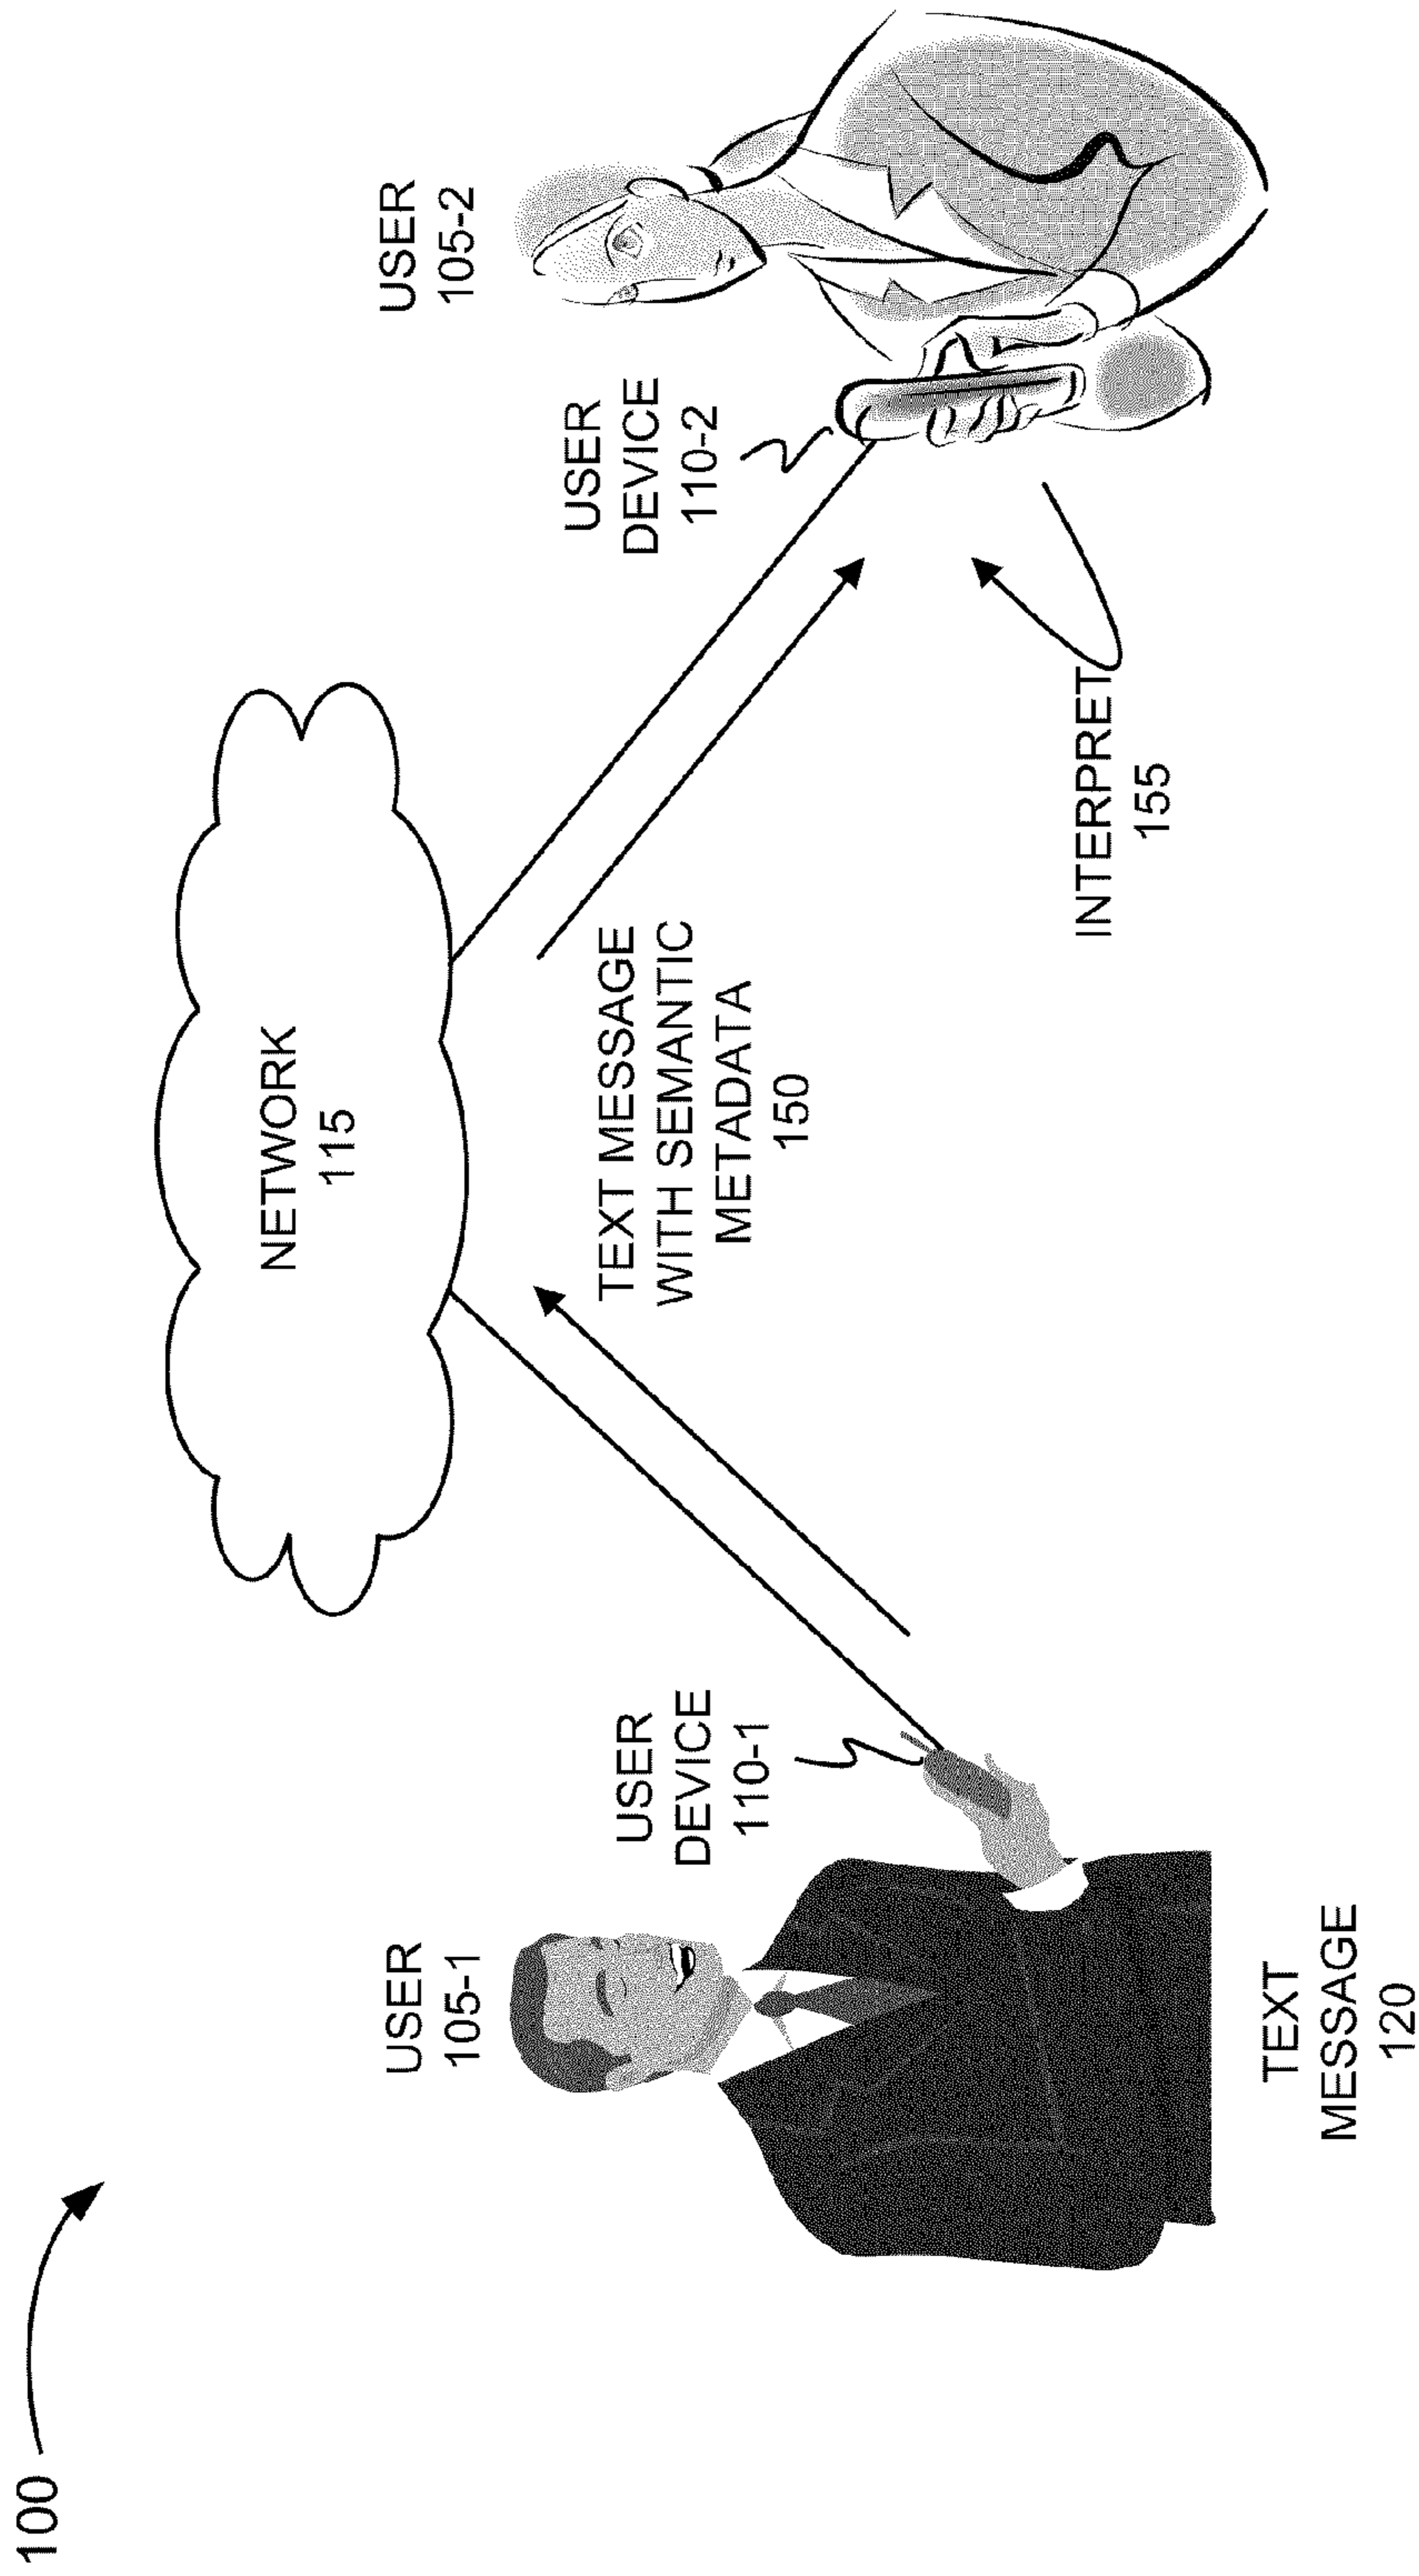 100
NETWORK
115
USER
105-1
USER
105-2
USER
DEVICE
110-1
USER
DEVICE
110-2
TEXT MESSAGE
WITH SEMANTIC
METADATA
150
INTERPRET
155
TEXT
MESSAGE
120